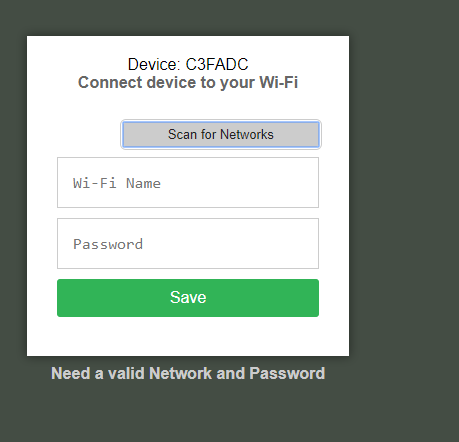 Device: C3FADC
Connect device to your Wi-Fi
Scan for Networks
Wi-Fi Name
Password
Save
Need a valid Network and Password